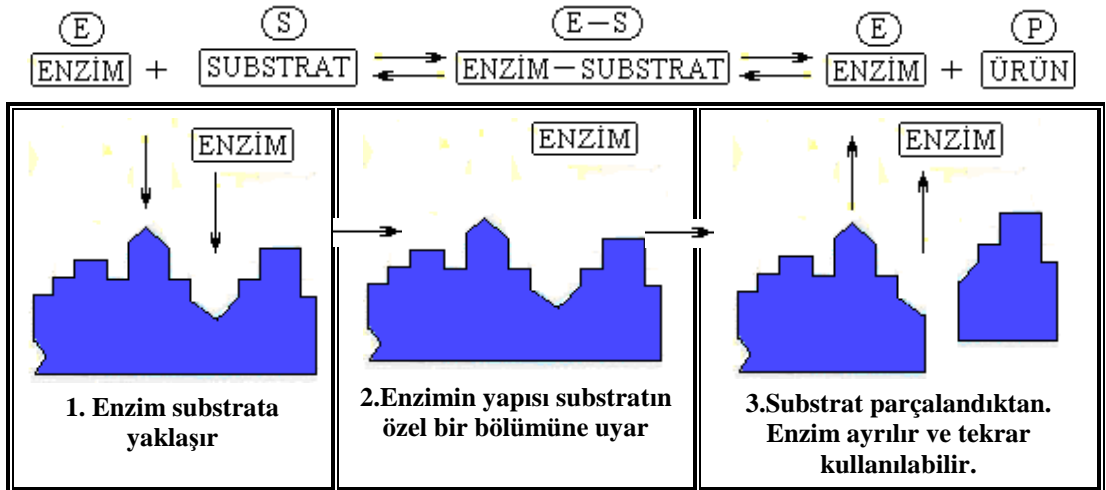 E S E−S E P
ENZİM + SUBSTRAT ENZİM−SUBSTRAT ENZİM + ÜRÜN
ENZİM
1. Enzim substrata
yaklaşır
ENZİM
2.Enzimin yapısı substratın
özel bir bölümüne uyar
ENZİM
3.Substrat parçalandıktan.
Enzim ayrılır ve tekrar
kullanılabilir.